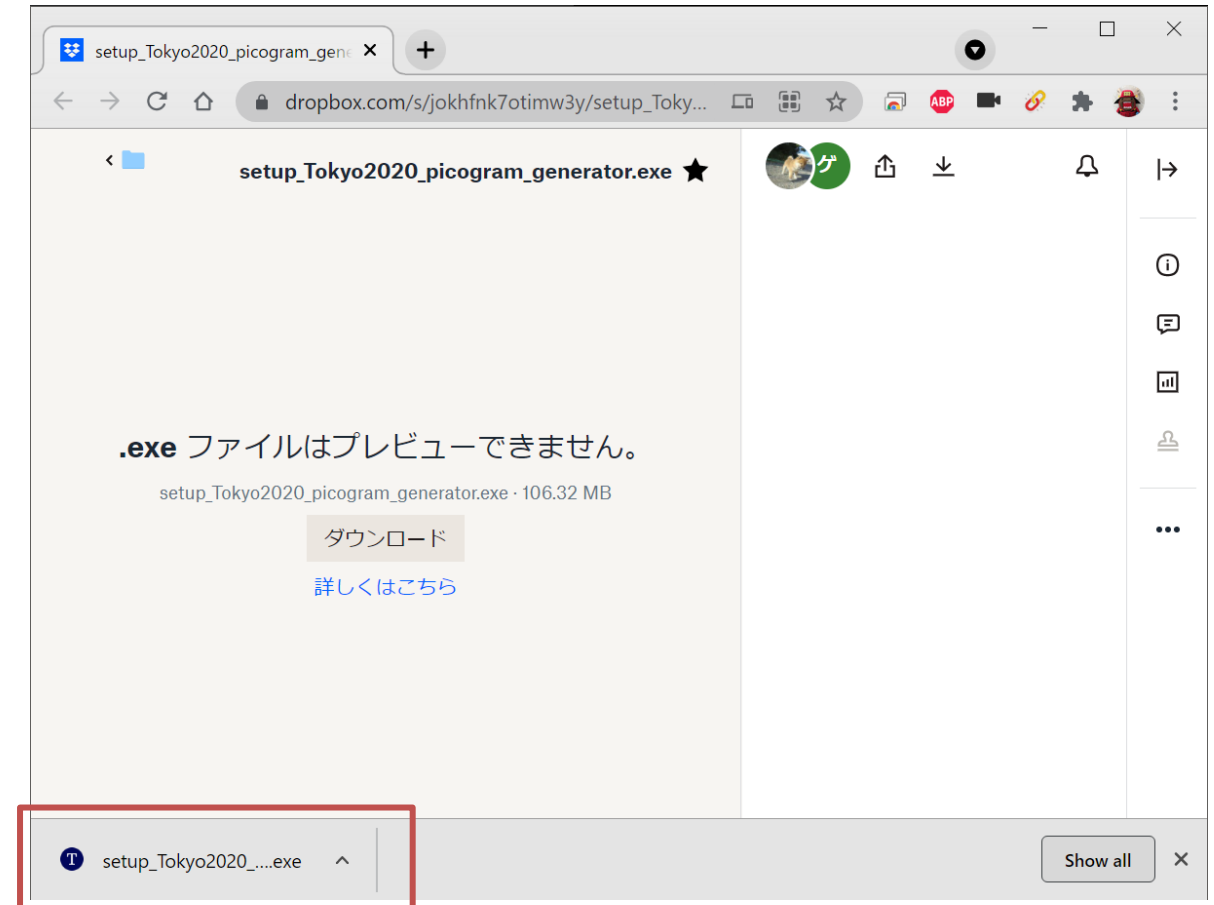 setup_Tokyo2020_picogram_gene
dropbox.com/s/jokhfnk7otimw3y/setup_Toky...
ABP
setup_Tokyo2020_picogram_generator.exe
ゲ
.exe ファイルはプレビューできません。
setup_Tokyo2020_picogram_generator.exe · 106.32 MB
ダウンロード
詳しくはこちら
T
setup_Tokyo2020_....exe
Show all